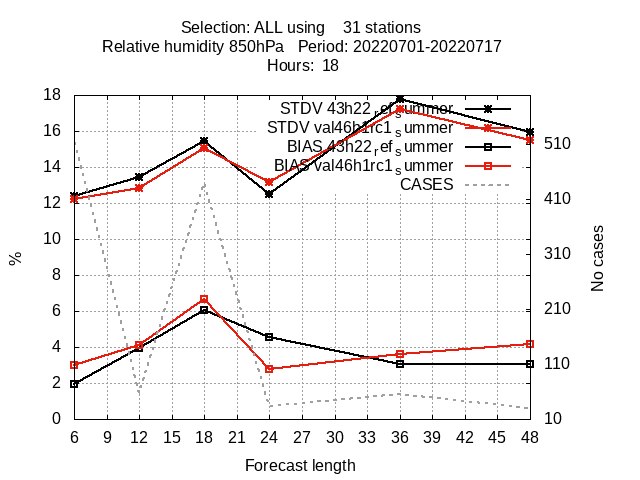 Selection: ALL using    31 stations
Relative humidity 850hPa   Period: 20220701-20220717
Hours:  18
STDV 43h22_ref_summer
STDV val46h1rc1_summer
BIAS 43h22_ref_summer
BIAS val46h1rc1_summer
CASES
18
16
14
12
10
8
6
4
2
0
%
510
410
310
210
110
10
No cases
6 9 12 15 18 21 24 27 30 33 36 39 42 45 48
Forecast length